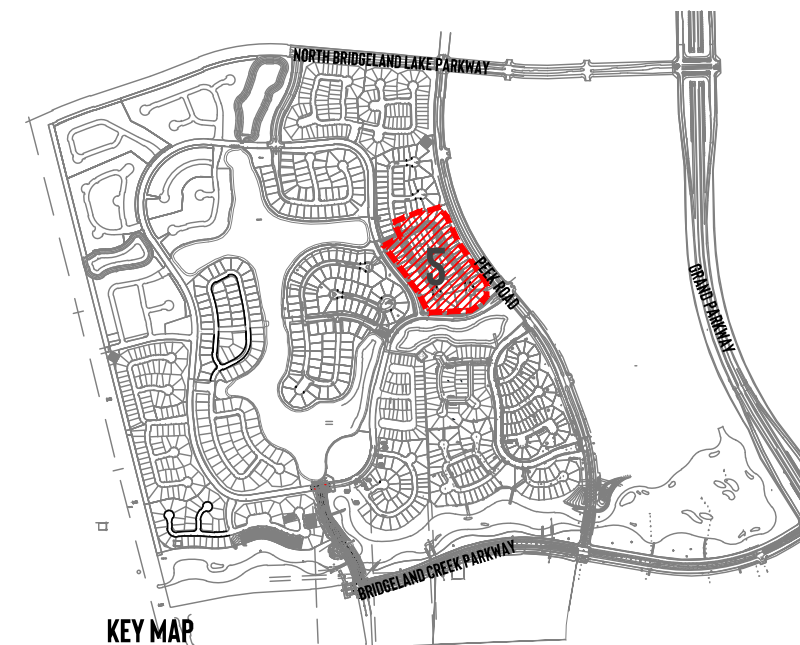 NORTH BRIDGELAND LAKE PARKWAY
S
PEEK ROAD
GRAND PARKWAY
BRIDGELAND CREEK PARKWAY
KEY MAP